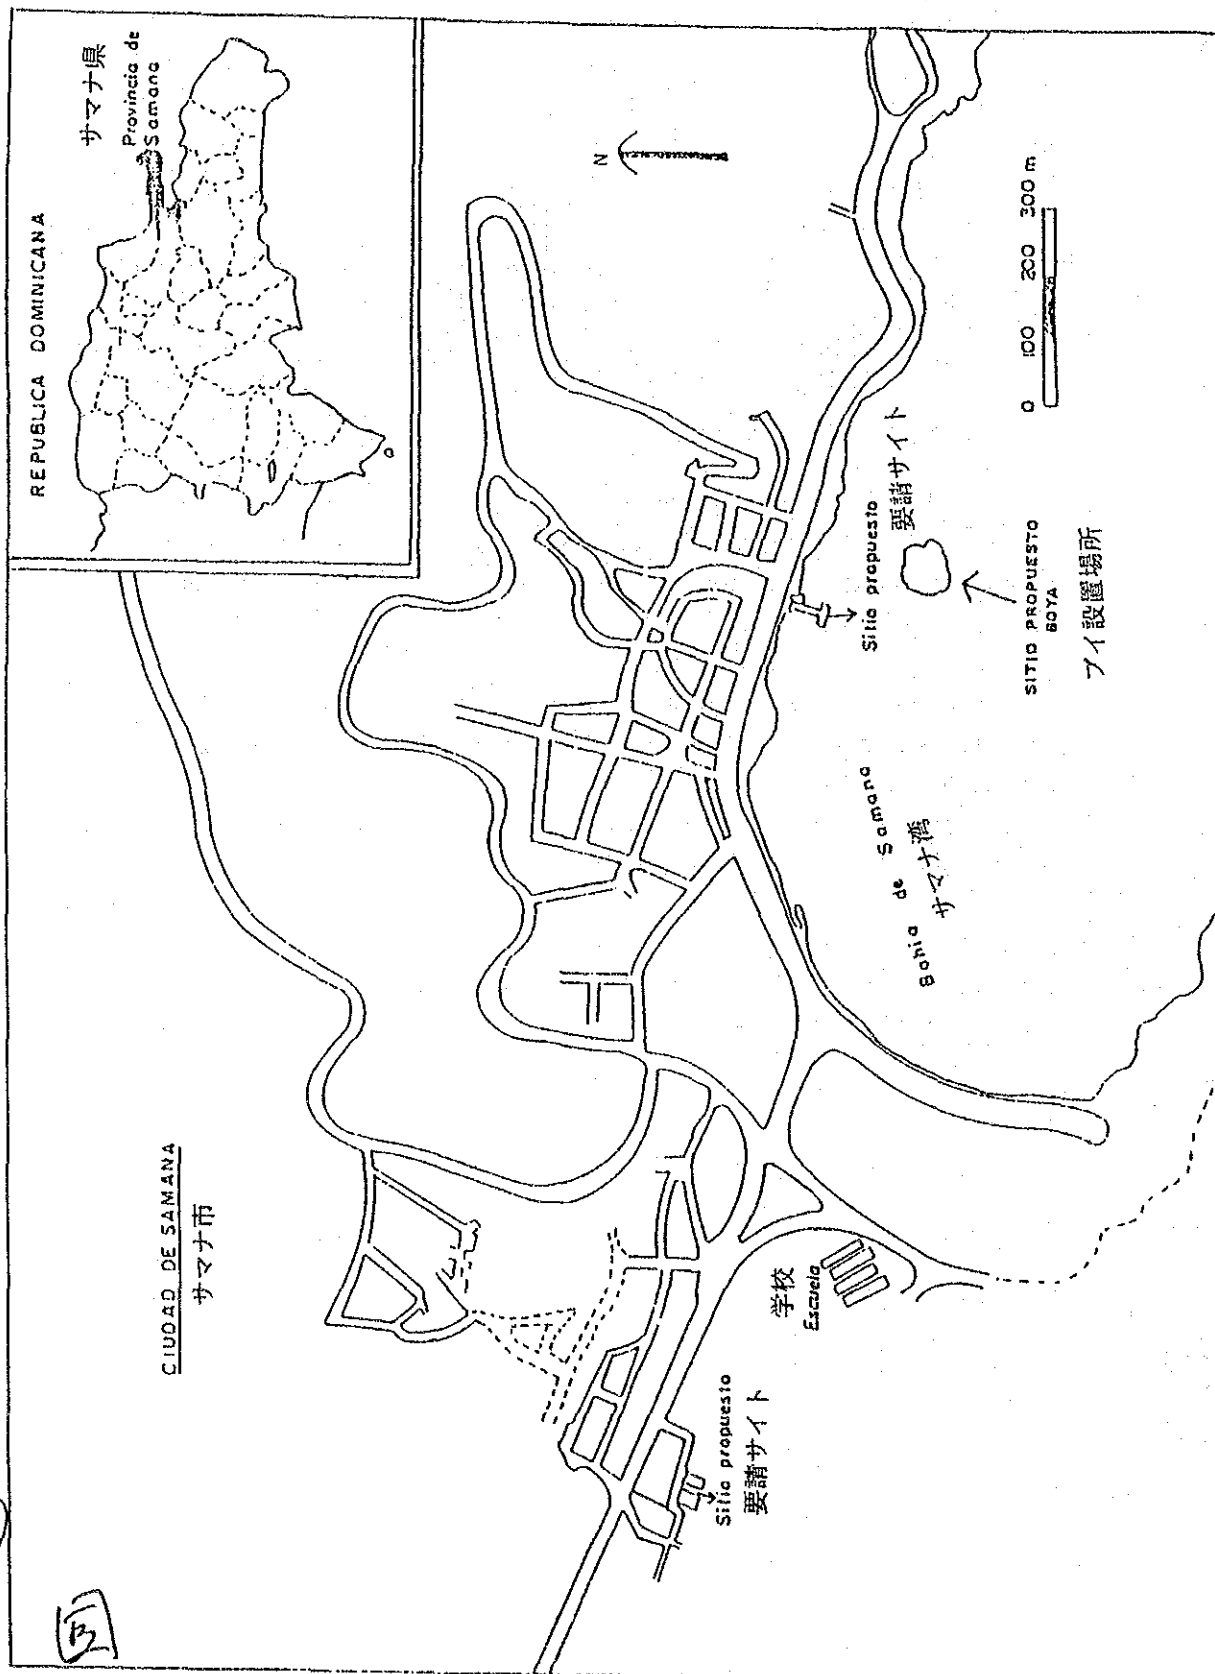 CIUDAD DE SAMANA
サマナ市
REPUBLICA DOMINICANA
サマナ県
Provincia de
Samana
N
0 100 200 300 m
Sitio propuesto
要請サイト
SITIO PROPUESTO
BOYA
ブイ設置場所
Bahia de Samana
サマナ湾
学校
Escuela
Sitio propuesto
要請サイト